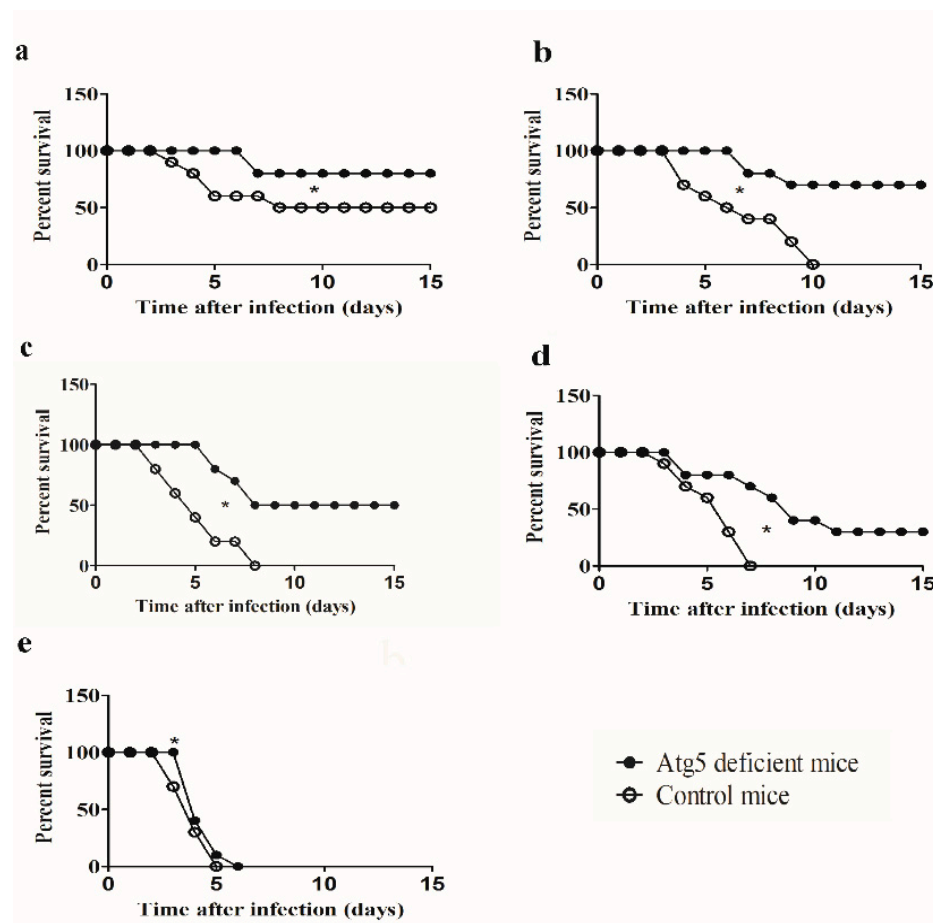 a
150
100
50
0
Percent survival
*
0 5 10 15
Time after infection (days)
b
150
100
50
0
Percent survival
*
0 5 10 15
Time after infection (days)
c
150
100
50
0
Percent survival
*
0 5 10 15
Time after infection (days)
d
150
100
50
0
Percent survival
*
0 5 10 15
Time after infection (days)
e
150
100
50
0
Percent survival
*
0 5 10 15
Time after infection (days)
Atg5 deficient mice
Control mice